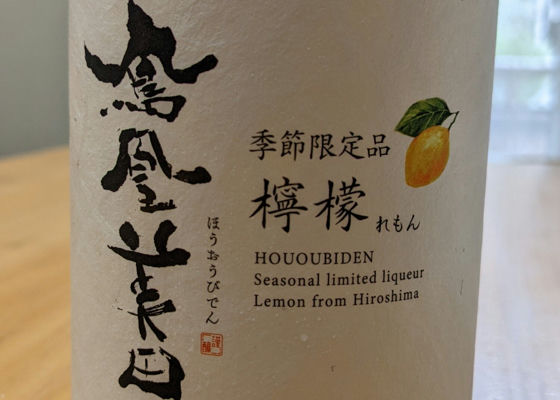 鳳凰美田
ほうおうびでん
季節限定品
檸檬
れもん
HOUOUBIDEN
Seasonal limited liqueur
Lemon from Hiroshima